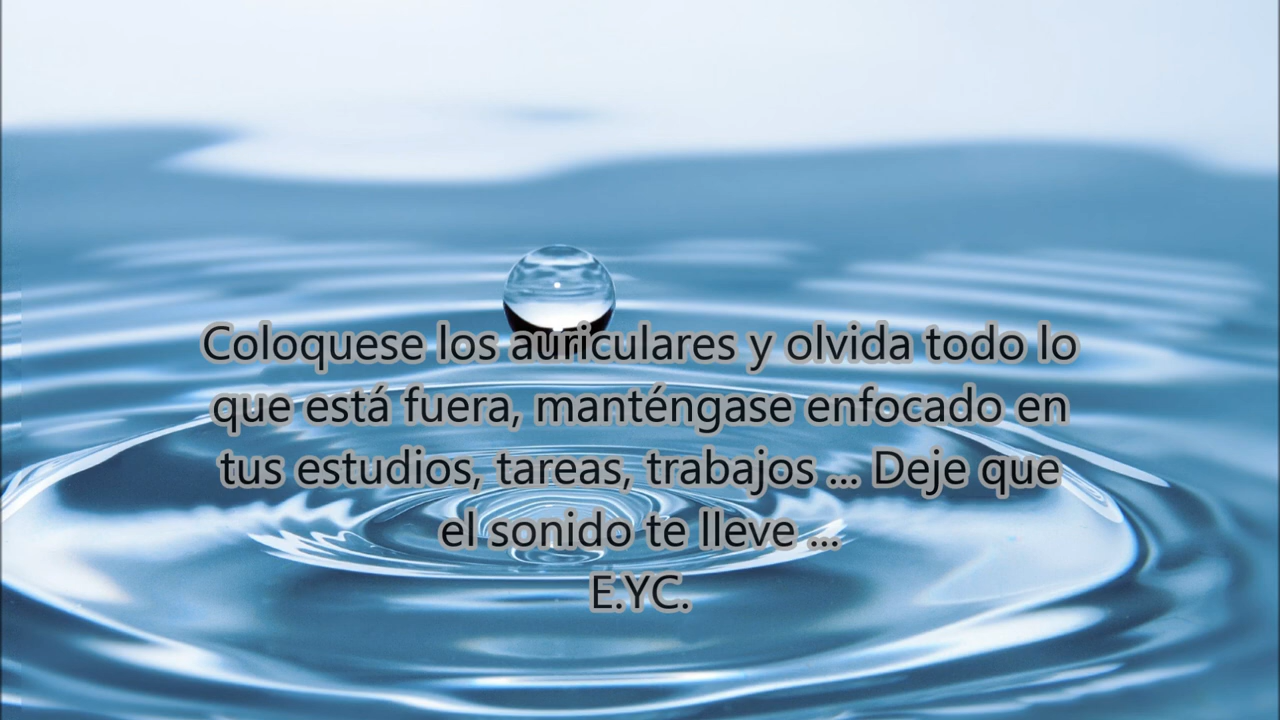 Coloquese los auriculares y olvida todo lo
que está fuera, manténgase enfocado en
tus estudios, tareas, trabajos ... Deje que
el sonido te lleve ...
E.YC.